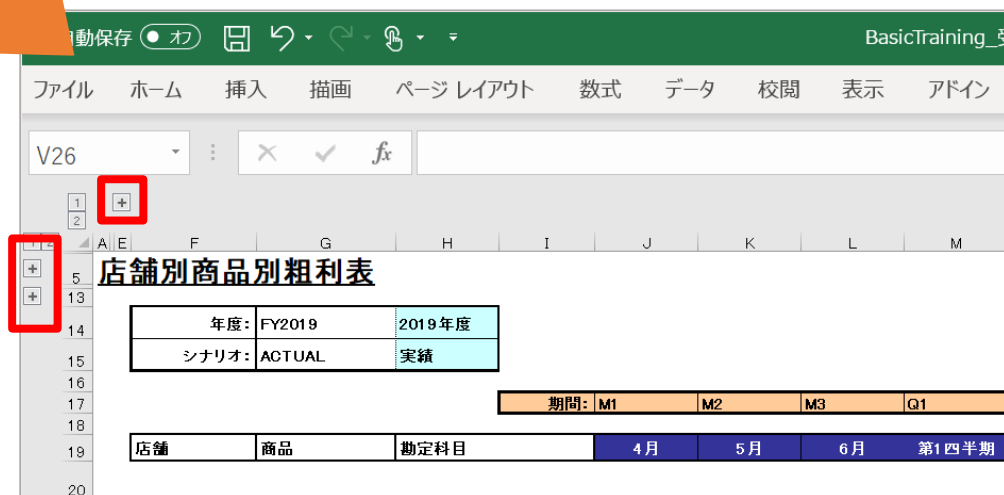 動保存 オフ BasicTraining_
ファイル ホーム 挿入 描画 ページ レイアウト 数式 データ 校閲 表示 アドイン
V26 fx
1
2
1 2 A E F G H I J K L M
5 店舗別商品別粗利表
13
14 年度: FY2019 2019年度
15 シナリオ: ACTUAL 実績
16
17 期間: M1 M2 M3 Q1
18
19 店舗 商品 勘定科目 4月 5月 6月 第1四半期
20